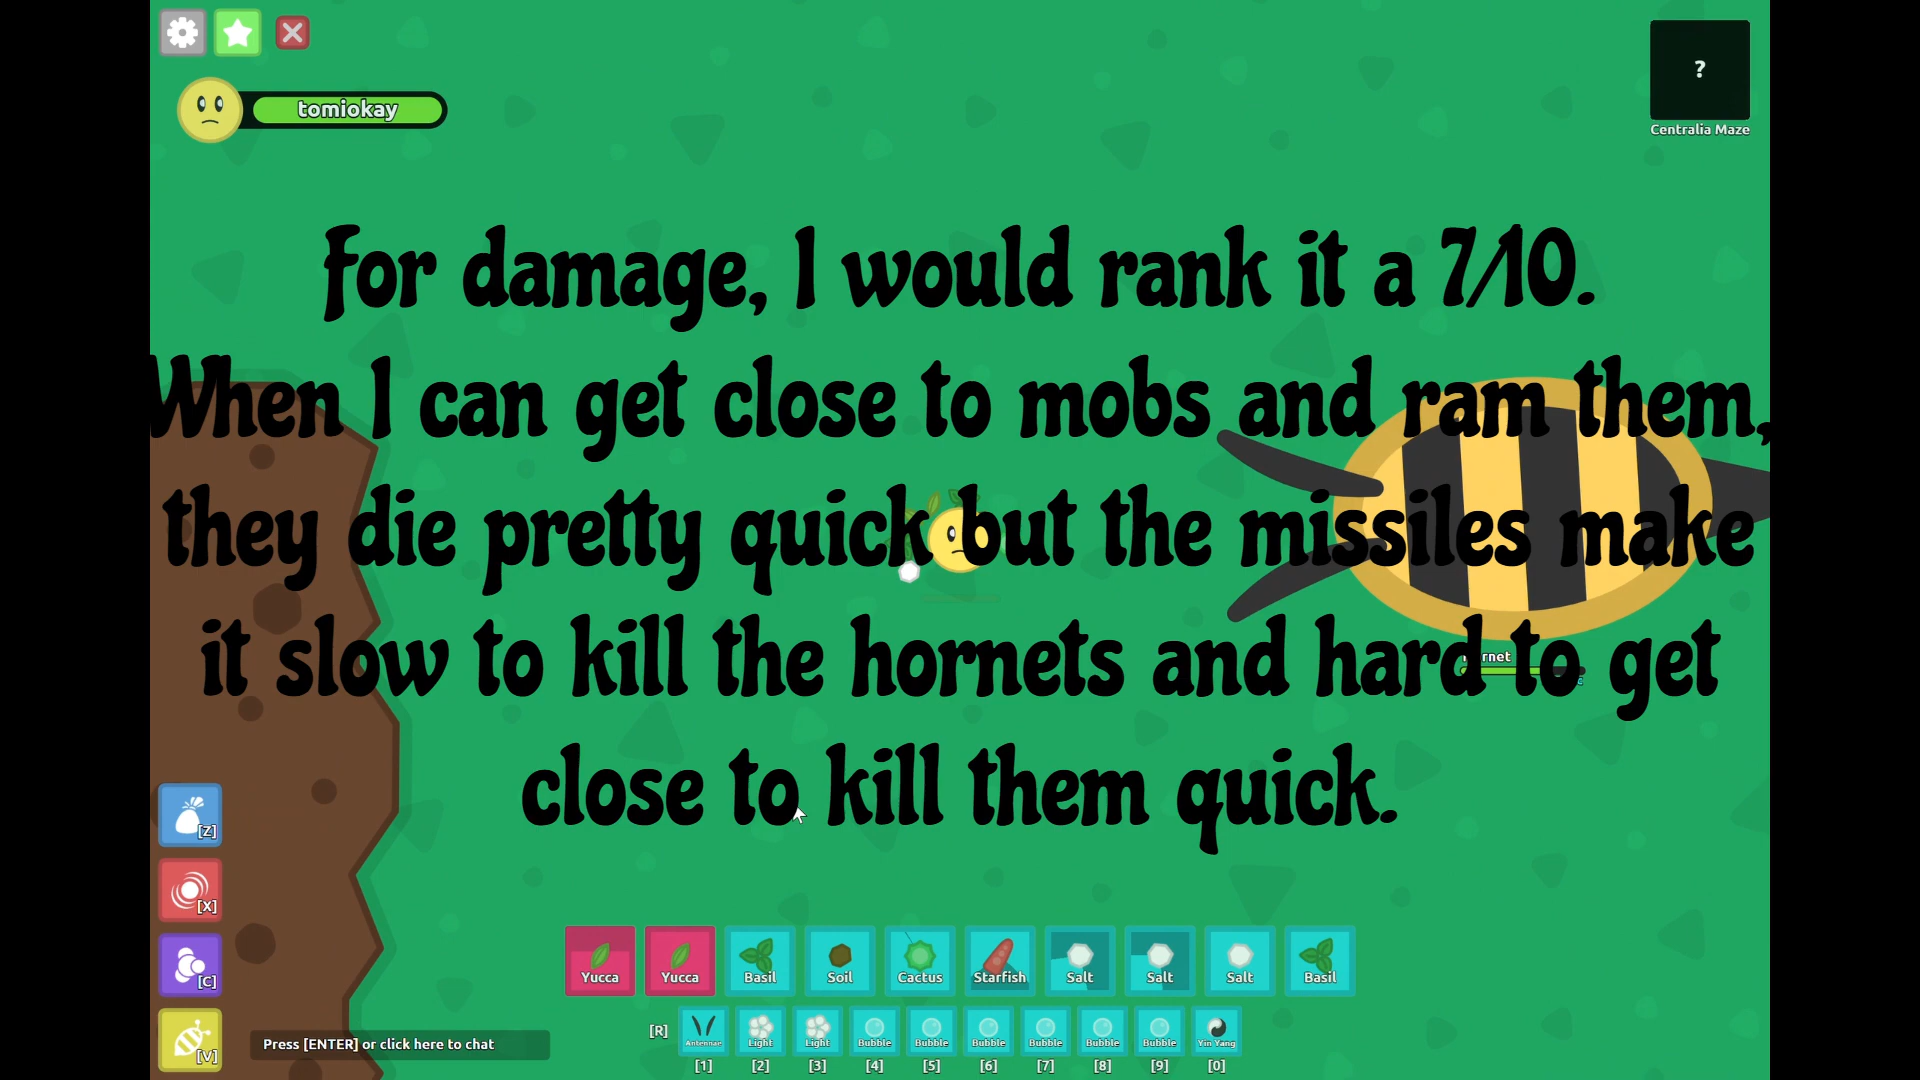 ?
Centralia Maze
tomiokay
For damage, I would rank it a 7/10.
When I can get close to mobs and ram them,
they die pretty quick but the missiles make
it slow to kill the hornets and hard to get
close to kill them quick.
[Z]
[X]
[C]
[V]
Yucca Yucca Basil Soil Cactus Starfish Salt Salt Salt Basil
[R] Antennae Light Light Bubble Bubble Bubble Bubble Bubble Bubble Yin Yang
Press [ENTER] or click here to chat
[1] [2] [3] [4] [5] [6] [7] [8] [9] [0]